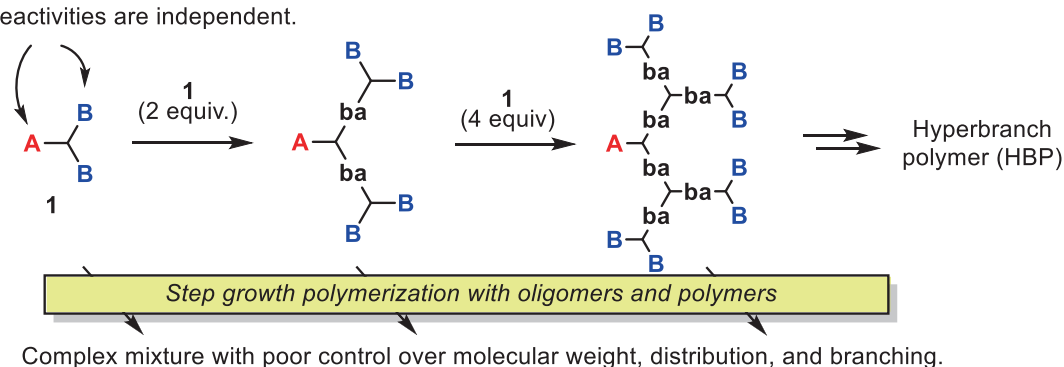 eactivities are independent.
A
B
B
1
1
(2 equiv.)
A
ba
B
B
ba
B
B
1
(4 equiv)
B
B
ba
ba
B
B
ba
A
ba
ba
B
B
ba
B
B
Hyperbranch
polymer (HBP)
Step growth polymerization with oligomers and polymers
Complex mixture with poor control over molecular weight, distribution, and branching.